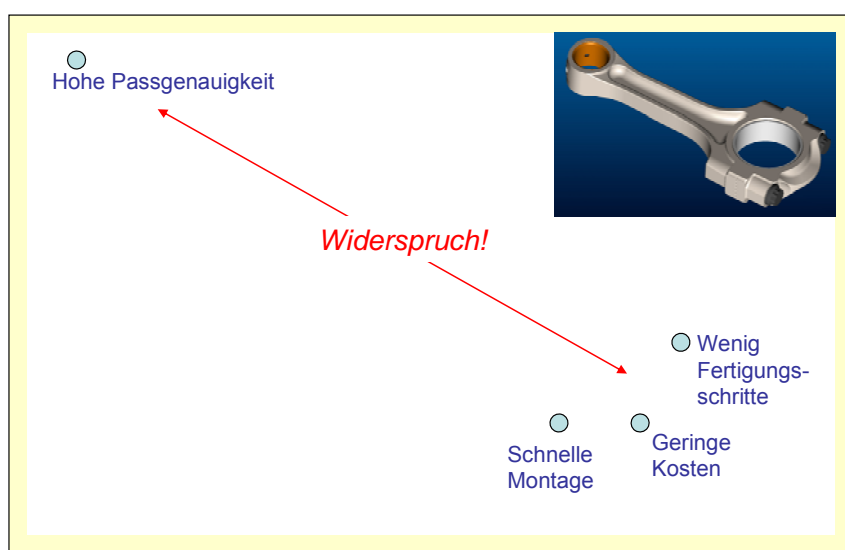 Hohe Passgenauigkeit
Widerspruch!
Wenig
Fertigungs-
schritte
Schnelle
Montage
Geringe
Kosten